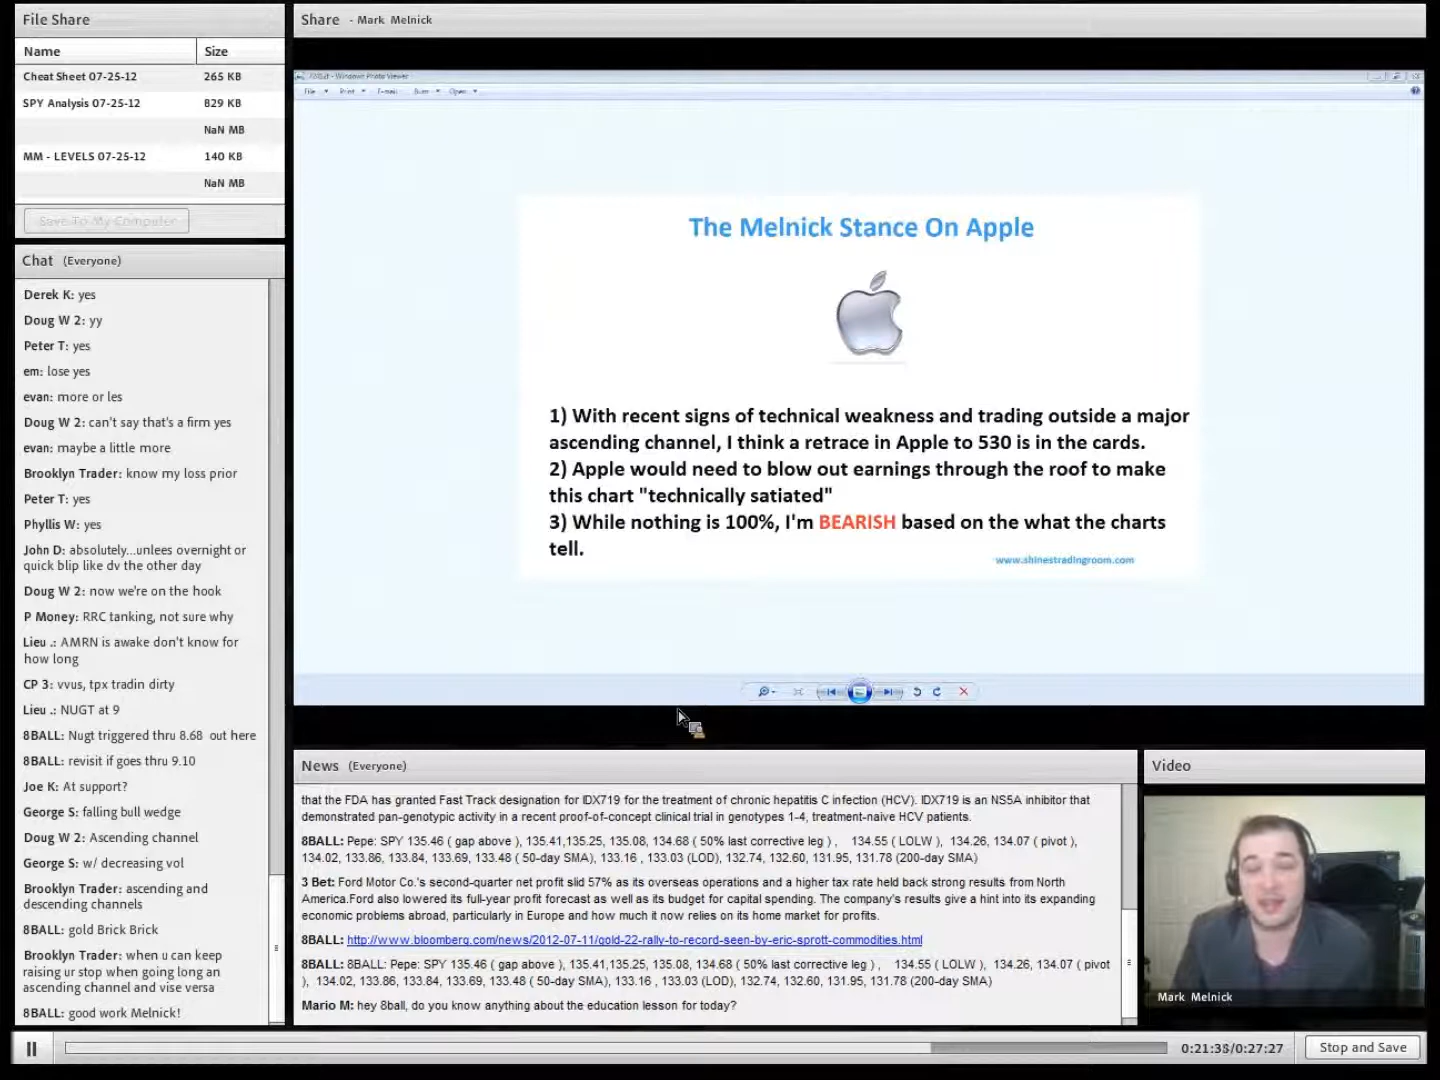 File Share
Name Size
Cheat Sheet 07-25-12 265 KB
SPY Analysis 07-25-12 829 KB
NaN MB
MM - LEVELS 07-25-12 140 KB
NaN MB
Save To My Computer
Chat (Everyone)
Derek K: yes
Doug W 2: yy
Peter T: yes
em: lose yes
evan: more or les
Doug W 2: can't say that's a firm yes
evan: maybe a little more
Brooklyn Trader: know my loss prior
Peter T: yes
Phyllis W: yes
John D: absolutely...unlees overnight or
quick blip like dv the other day
Doug W 2: now we're on the hook
P Money: RRC tanking, not sure why
Lieu .: AMRN is awake don't know for
how long
CP 3: vvus, tpx tradin dirty
Lieu .: NUGT at 9
8BALL: Nugt triggered thru 8.68 out here
8BALL: revisit if goes thru 9.10
Joe K: At support?
George S: falling bull wedge
Doug W 2: Ascending channel
George S: w/ decreasing vol
Brooklyn Trader: ascending and
descending channels
8BALL: gold Brick Brick
Brooklyn Trader: when u can keep
raising ur stop when going long an
ascending channel and vise versa
8BALL: good work Melnick!
Share - Mark Melnick
Windows Photo Viewer
File Print E-mail Burn Open
The Melnick Stance On Apple
1) With recent signs of technical weakness and trading outside a major
ascending channel, I think a retrace in Apple to 530 is in the cards.
2) Apple would need to blow out earnings through the roof to make
this chart "technically satiated"
3) While nothing is 100%, I'm BEARISH based on the what the charts
tell.
www.shinestradingroom.com
News (Everyone)
that the FDA has granted Fast Track designation for IDX719 for the treatment of chronic hepatitis C infection (HCV). IDX719 is an NS5A inhibitor that
demonstrated pan-genotypic activity in a recent proof-of-concept clinical trial in genotypes 1-4, treatment-naive HCV patients.
8BALL: Pepe: SPY 135.46 ( gap above ), 135.41,135.25, 135.08, 134.68 ( 50% last corrective leg ) , 134.55 ( LOLW ), 134.26, 134.07 ( pivot ),
134.02, 133.86, 133.84, 133.69, 133.48 ( 50-day SMA), 133.16 , 133.03 (LOD), 132.74, 132.60, 131.95, 131.78 (200-day SMA)
3 Bet: Ford Motor Co.'s second-quarter net profit slid 57% as its overseas operations and a higher tax rate held back strong results from North
America.Ford also lowered its full-year profit forecast as well as its budget for capital spending. The company's results give a hint into its expanding
economic problems abroad, particularly in Europe and how much it now relies on its home market for profits.
8BALL: http://www.bloomberg.com/news/2012-07-11/gold-22-rally-to-record-seen-by-eric-sprott-commodities.html
8BALL: 8BALL: Pepe: SPY 135.46 ( gap above ), 135.41,135.25, 135.08, 134.68 ( 50% last corrective leg ) , 134.55 ( LOLW ), 134.26, 134.07 ( pivot
), 134.02, 133.86, 133.84, 133.69, 133.48 ( 50-day SMA), 133.16 , 133.03 (LOD), 132.74, 132.60, 131.95, 131.78 (200-day SMA)
Mario M: hey 8ball, do you know anything about the education lesson for today?
Video
Mark Melnick
0:21:38/0:27:27
Stop and Save